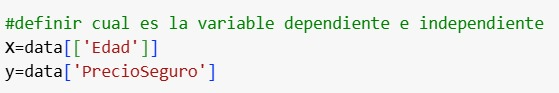 #definir cual es la variable dependiente e independiente
X=data[['Edad']]
y=data['PrecioSeguro']